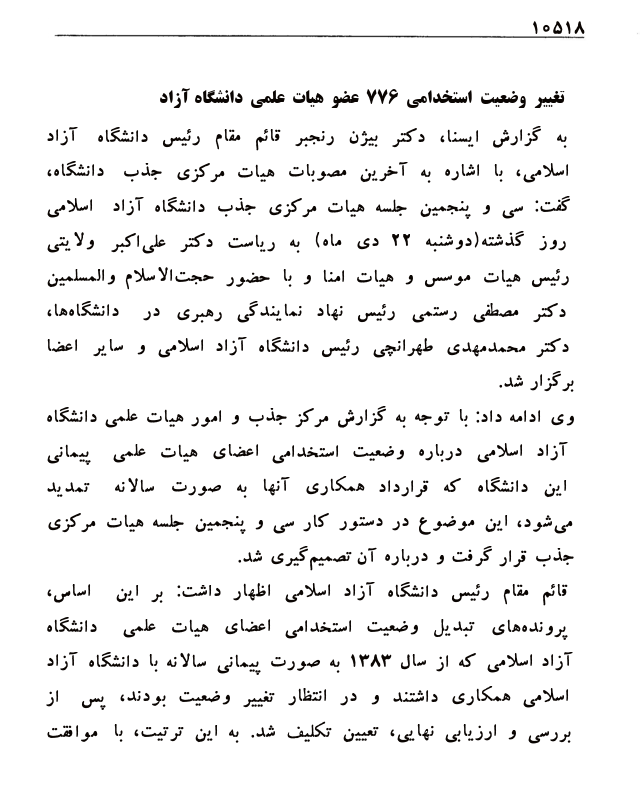 ۱۰۵۱۸
تغییر وضعیت استخدامی ۷۷۶ عضو هیات علمی دانشگاه آزاد
به گزارش ایسنا، دکتر بیژن رنجبر قائم مقام رئیس دانشگاه آزاد
اسلامی، با اشاره به آخرین مصوبات هیات مرکزی جذب دانشگاه،
گفت: سی و پنجمین جلسه هیات مرکزی جذب دانشگاه آزاد اسلامی
روز گذشته(دوشنبه ۲۲ دی ماه) به ریاست دکتر علی‌اکبر ولایتی
رئیس هیات موسس و هیات امنا و با حضور حجت‌الاسلام والمسلمین
دکتر مصطفی رستمی رئیس نهاد نمایندگی رهبری در دانشگاه‌ها،
دکتر محمدمهدی طهرانچی رئیس دانشگاه آزاد اسلامی و سایر اعضا
برگزار شد.
وی ادامه داد: با توجه به گزارش مرکز جذب و امور هیات علمی دانشگاه
آزاد اسلامی درباره وضعیت استخدامی اعضای هیات علمی پیمانی
این دانشگاه که قرارداد همکاری آنها به صورت سالانه تمدید
می‌شود، این موضوع در دستور کار سی و پنجمین جلسه هیات مرکزی
جذب قرار گرفت و درباره آن تصمیم‌گیری شد.
قائم مقام رئیس دانشگاه آزاد اسلامی اظهار داشت: بر این اساس،
پرونده‌های تبدیل وضعیت استخدامی اعضای هیات علمی دانشگاه
آزاد اسلامی که از سال ۱۳۸۳ به صورت پیمانی سالانه با دانشگاه آزاد
اسلامی همکاری داشتند و در انتظار تغییر وضعیت بودند، پس از
بررسی و ارزیابی نهایی، تعیین تکلیف شد. به این ترتیت، با موافقت